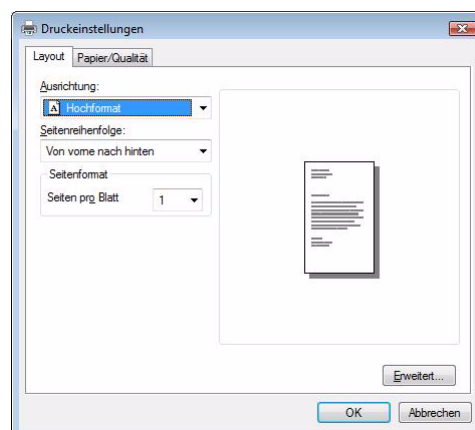 Druckeinstellungen
Layout
Papier/Qualität
Ausrichtung:
A Hochformat
Seitenreihenfolge:
Von vorne nach hinten
Seitenformat
Seiten pro Blatt
1
Erweitert...
OK
Abbrechen